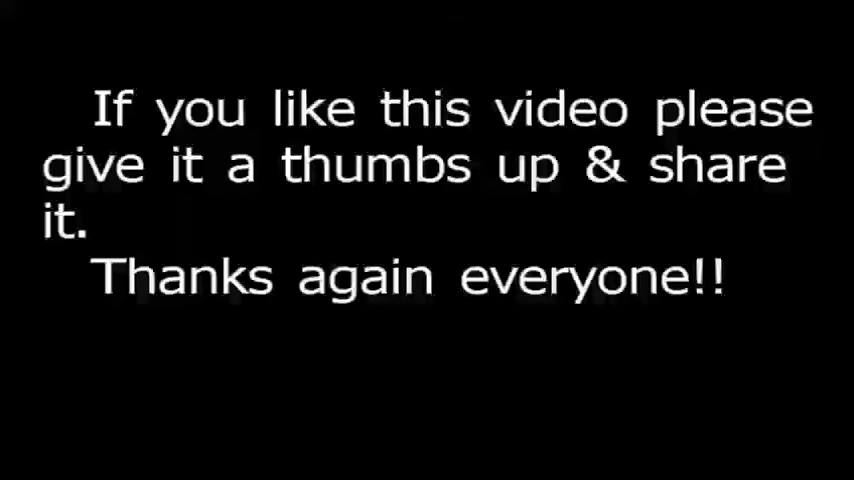 If you like this video please
give it a thumbs up & share
it.
Thanks again everyone!!